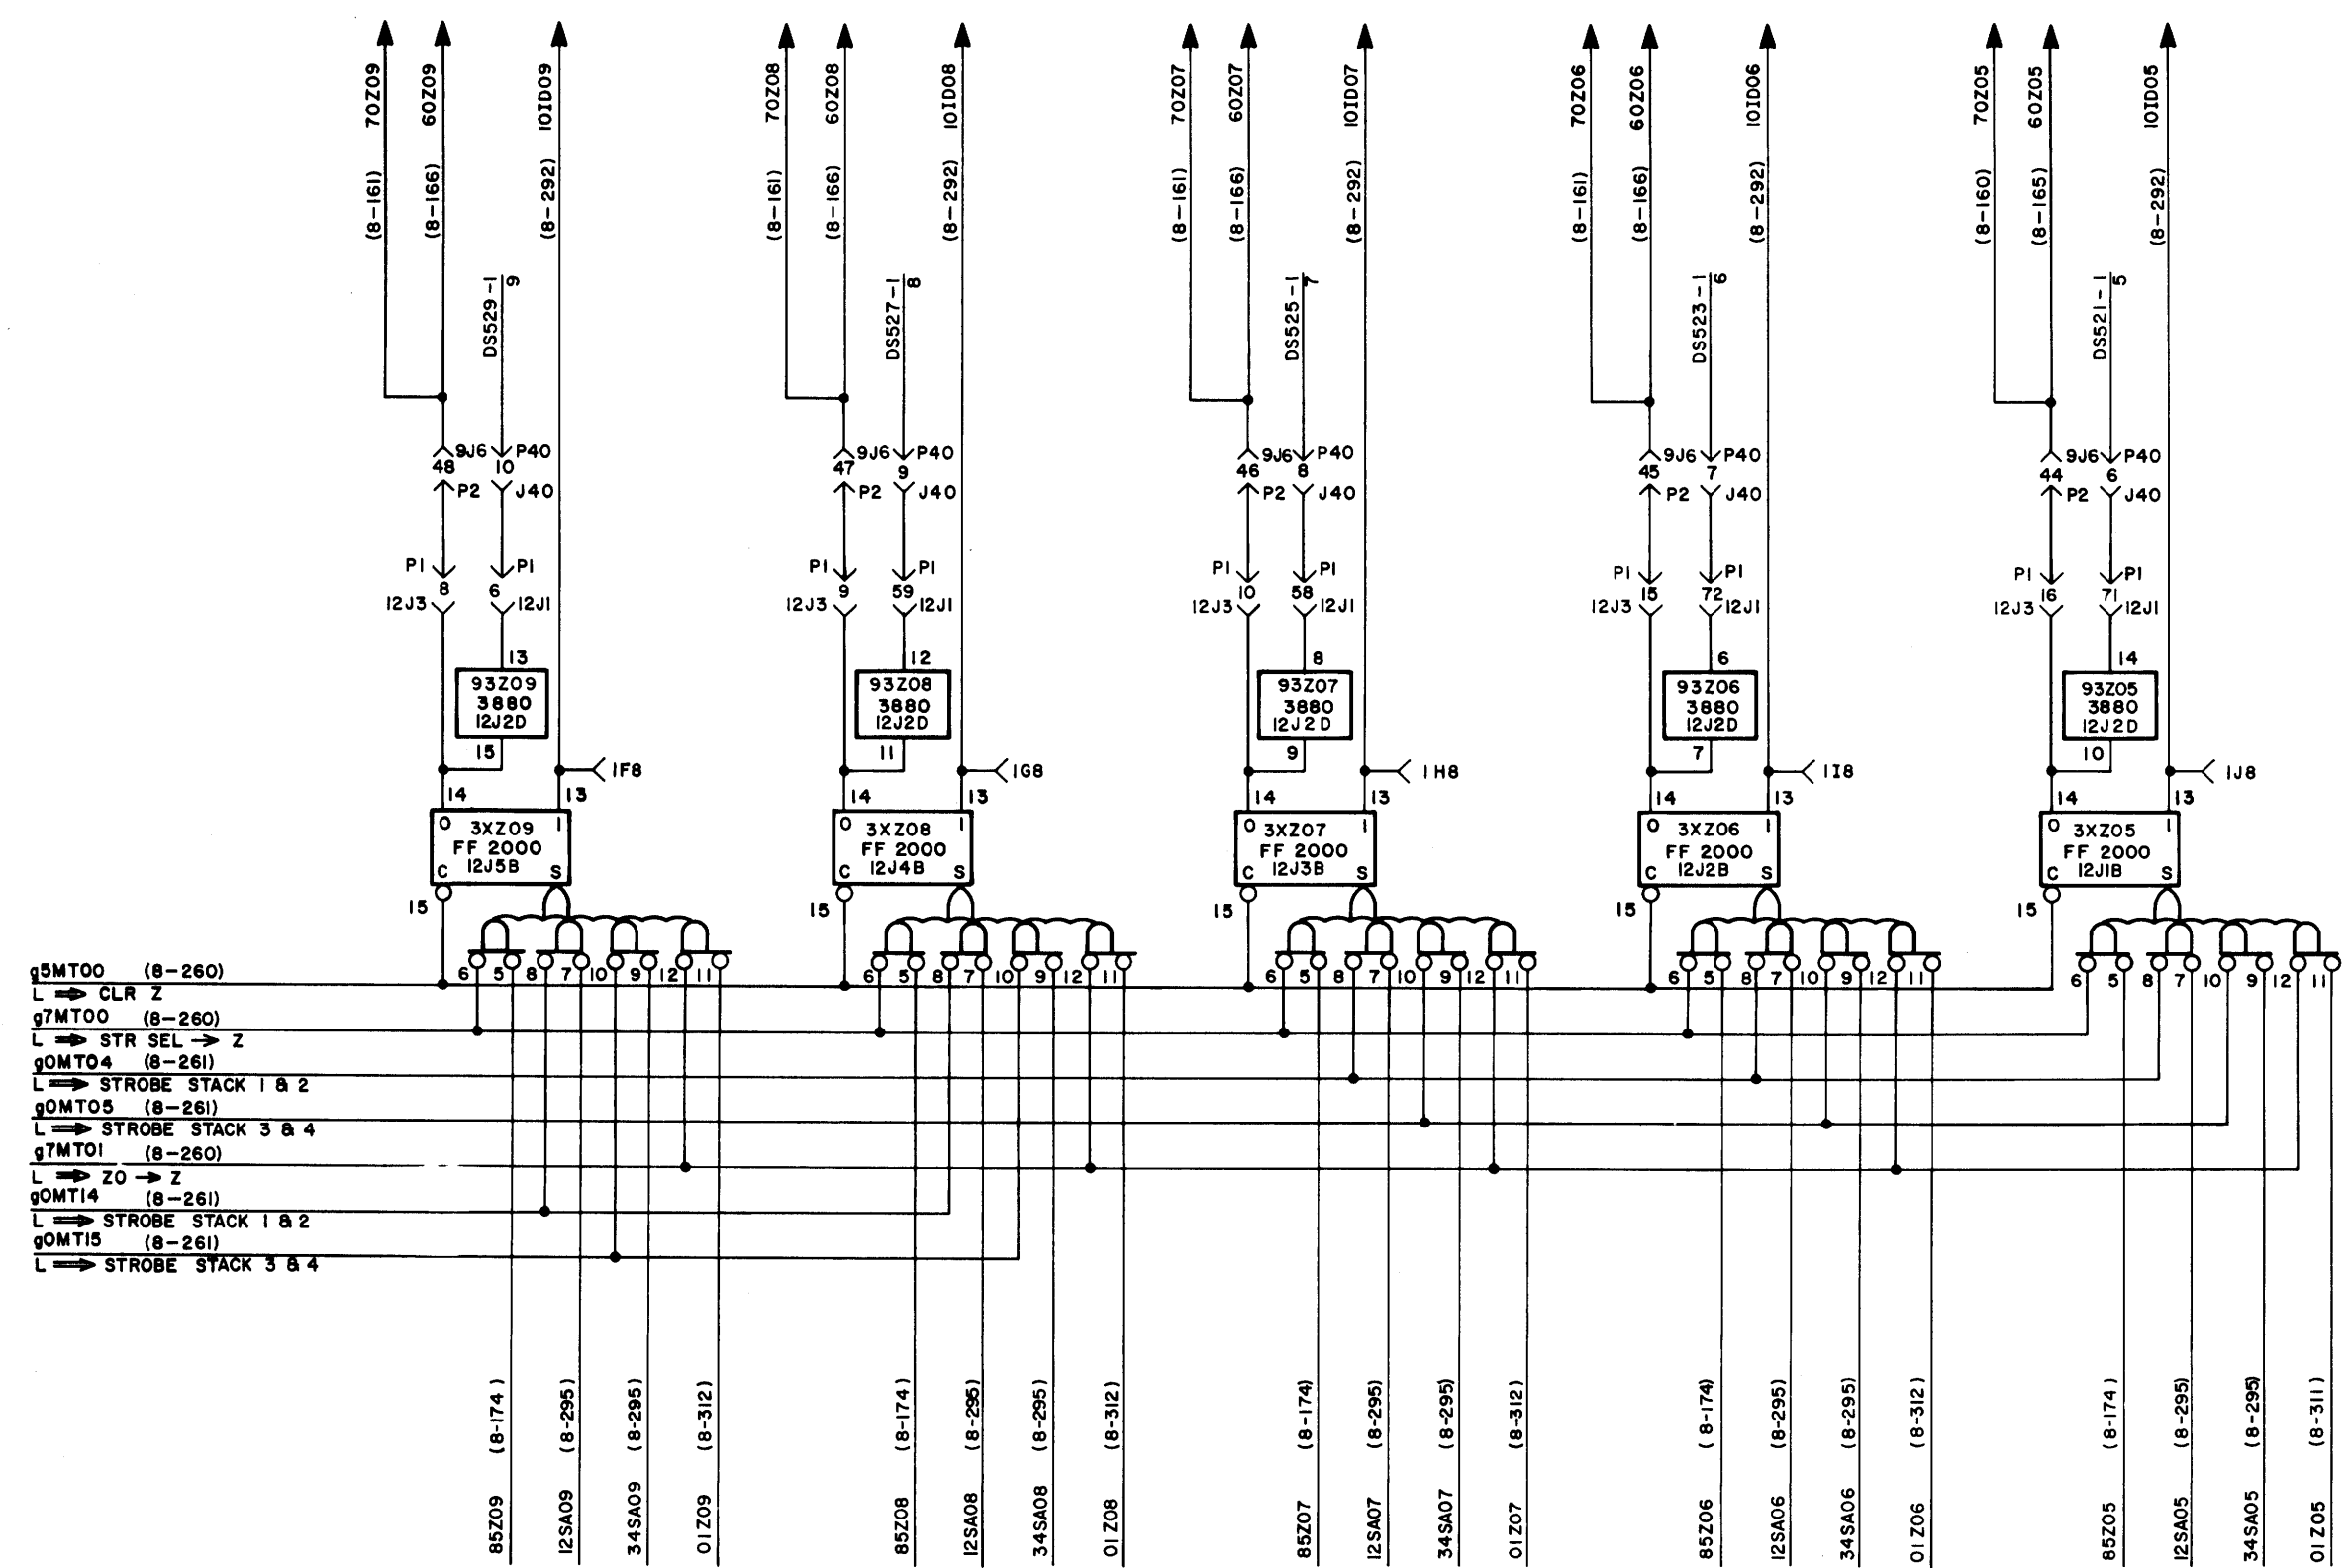 70Z09 (8-161)
60Z09 (8-166)
10ID09 (8-292)
70Z08 (8-161)
60Z08 (8-166)
10ID08 (8-292)
70Z07 (8-161)
60Z07 (8-166)
10ID07 (8-292)
70Z06 (8-161)
60Z06 (8-166)
10ID06 (8-292)
70Z05 (8-160)
60Z05 (8-165)
10ID05 (8-292)
DS529-1 9
DS527-1 8
DS525-1 7
DS523-1 6
DS521-1 5
9J6 P40 9J6 P40 9J6 P40 9J6 P40 9J6 P40
48 10 47 9 46 8 45 7 44 6
P2 J40 P2 J40 P2 J40 P2 J40 P2 J40
P1 P1 P1 P1 P1 P1 P1 P1 P1 P1
8 6 9 59 10 58 15 72 16 71
12J3 12J1 12J3 12J1 12J3 12J1 12J3 12J1 12J3 12J1
13 12 8 6 14
93Z09 93Z08 93Z07 93Z06 93Z05
3880 3880 3880 3880 3880
12J2D 12J2D 12J2D 12J2D 12J2D
15 11 9 7 10
1F8 1G8 1H8 1I8 1J8
14 13 14 13 14 13 14 13 14 13
0 3XZ09 1 0 3XZ08 1 0 3XZ07 1 0 3XZ06 1 0 3XZ05 1
FF 2000 FF 2000 FF 2000 FF 2000 FF 2000
C 12J5B S C 12J4B S C 12J3B S C 12J2B S C 12J1B S
15 15 15 15 15
6 5 8 7 10 9 12 11 6 5 8 7 10 9 12 11 6 5 8 7 10 9 12 11 6 5 8 7 10 9 12 11 6 5 8 7 10 9 12 11
g5MT00 (8-260)
L ⇒ CLR Z
g7MT00 (8-260)
L ⇒ STR SEL → Z
g0MT04 (8-261)
L ⇒ STROBE STACK 1 & 2
g0MT05 (8-261)
L ⇒ STROBE STACK 3 & 4
g7MT01 (8-260)
L ⇒ Z0 → Z
g0MT14 (8-261)
L ⇒ STROBE STACK 1 & 2
g0MT15 (8-261)
L ⇒ STROBE STACK 3 & 4
85Z09 (8-174)
12SA09 (8-295)
34SA09 (8-295)
01Z09 (8-312)
85Z08 (8-174)
12SA08 (8-295)
34SA08 (8-295)
01Z08 (8-312)
85Z07 (8-174)
12SA07 (8-295)
34SA07 (8-295)
01Z07 (8-312)
85Z06 (8-174)
12SA06 (8-295)
34SA06 (8-295)
01Z06 (8-312)
85Z05 (8-174)
12SA05 (8-295)
34SA05 (8-295)
01Z05 (8-311)